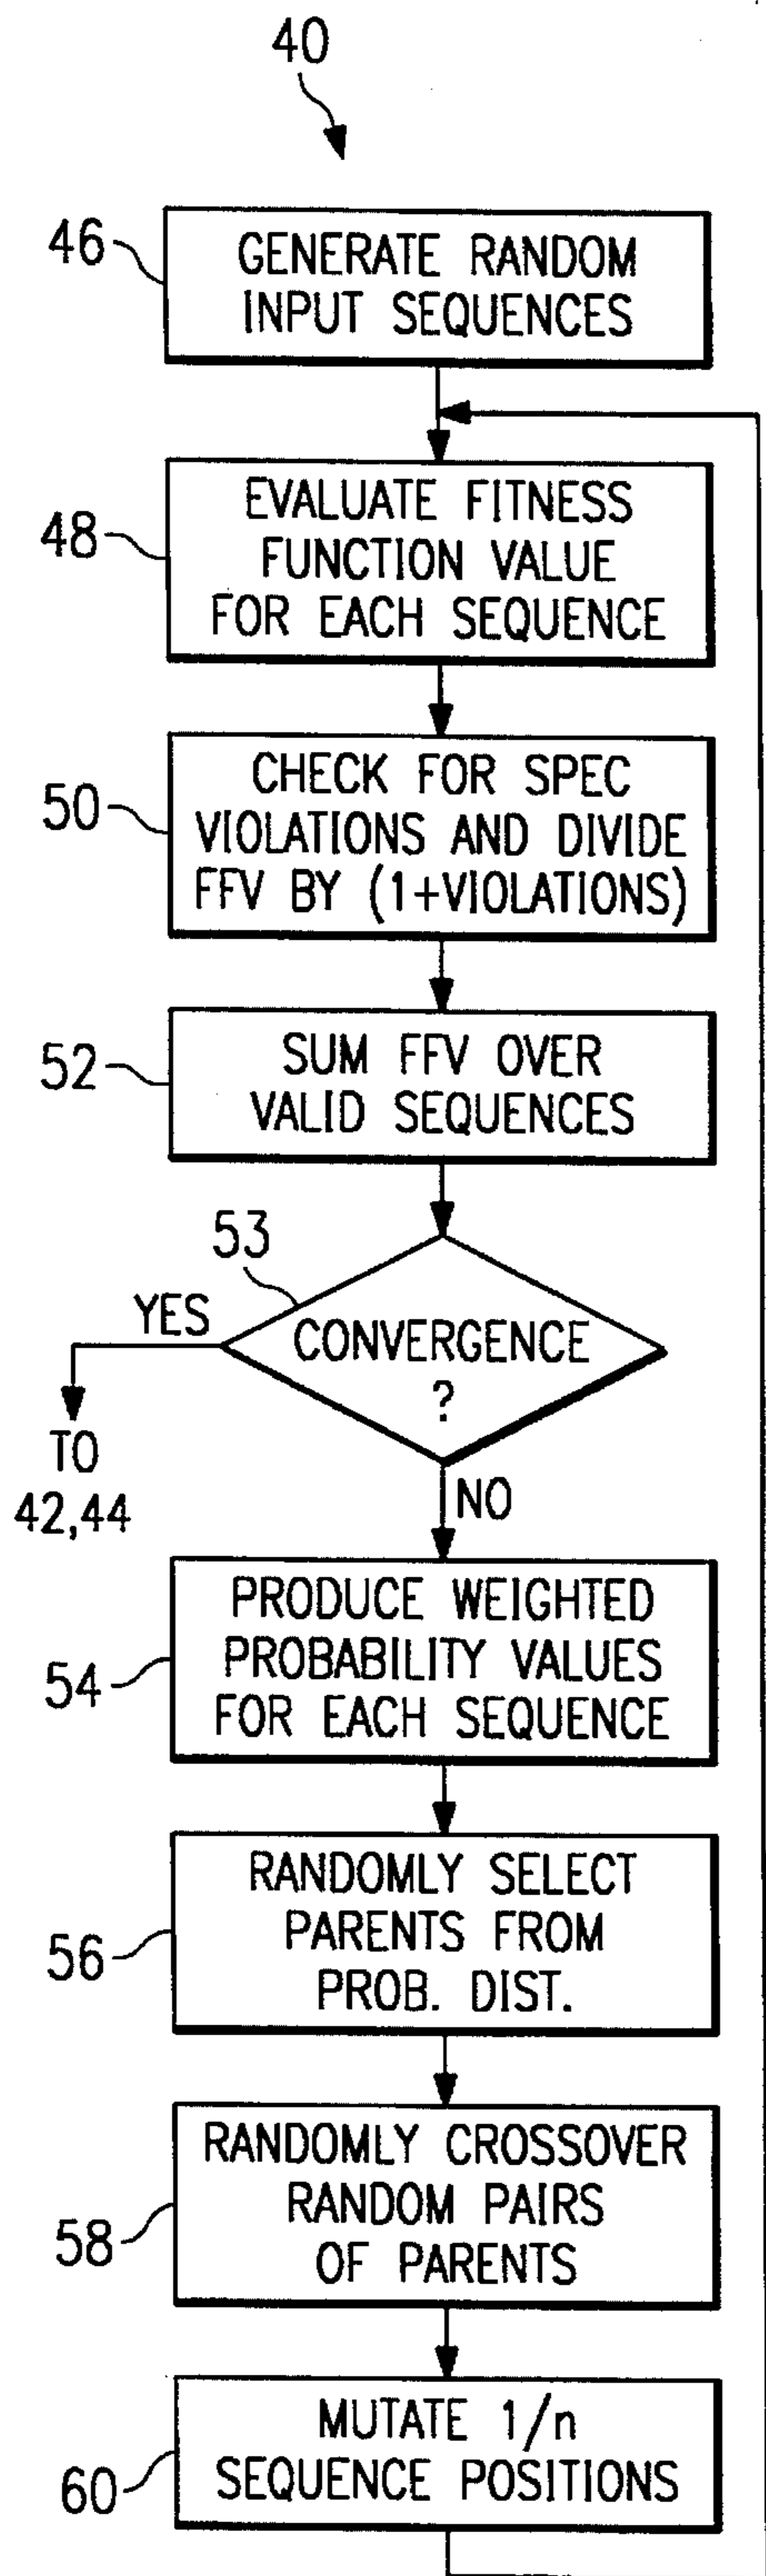 40
46
GENERATE RANDOM
INPUT SEQUENCES
48
EVALUATE FITNESS
FUNCTION VALUE
FOR EACH SEQUENCE
50
CHECK FOR SPEC
VIOLATIONS AND DIVIDE
FFV BY (1+VIOLATIONS)
52
SUM FFV OVER
VALID SEQUENCES
53
YES
CONVERGENCE
?
TO
42,44
NO
54
PRODUCE WEIGHTED
PROBABILITY VALUES
FOR EACH SEQUENCE
56
RANDOMLY SELECT
PARENTS FROM
PROB. DIST.
58
RANDOMLY CROSSOVER
RANDOM PAIRS
OF PARENTS
60
MUTATE 1/n
SEQUENCE POSITIONS